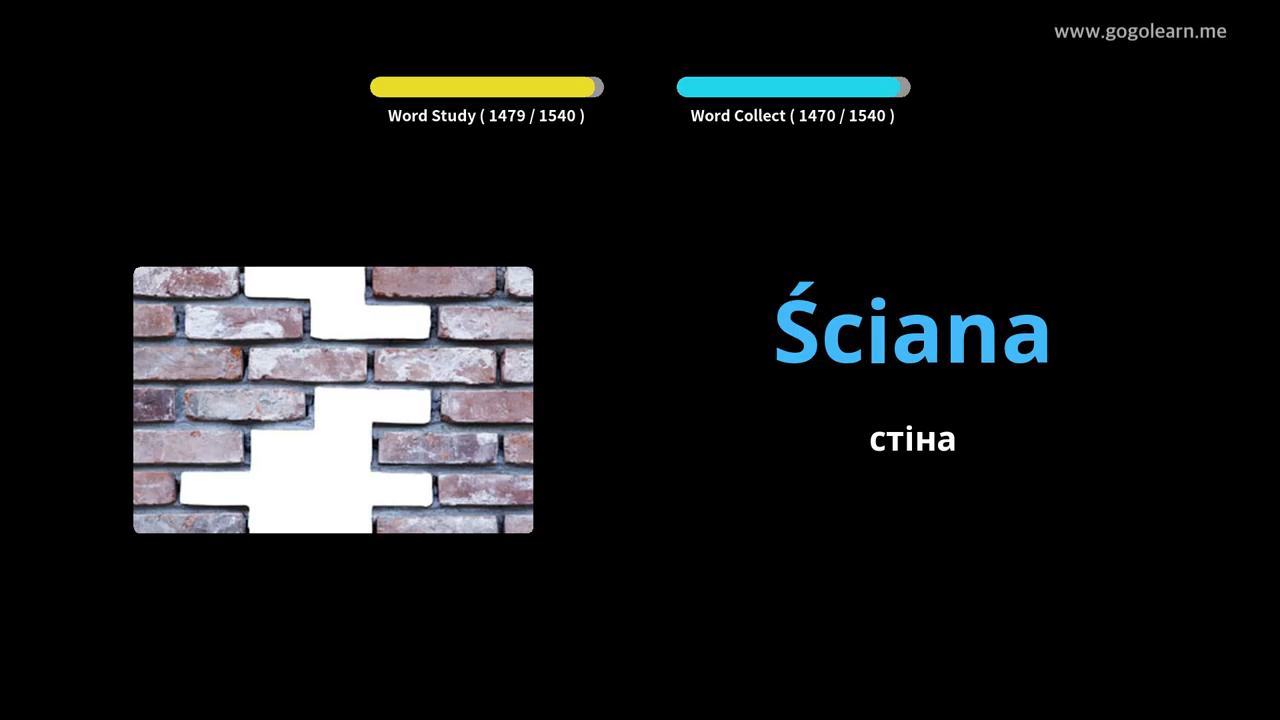 www.gogolearn.me
Word Study ( 1479 / 1540 )
Word Collect ( 1470 / 1540 )
Ściana
стіна